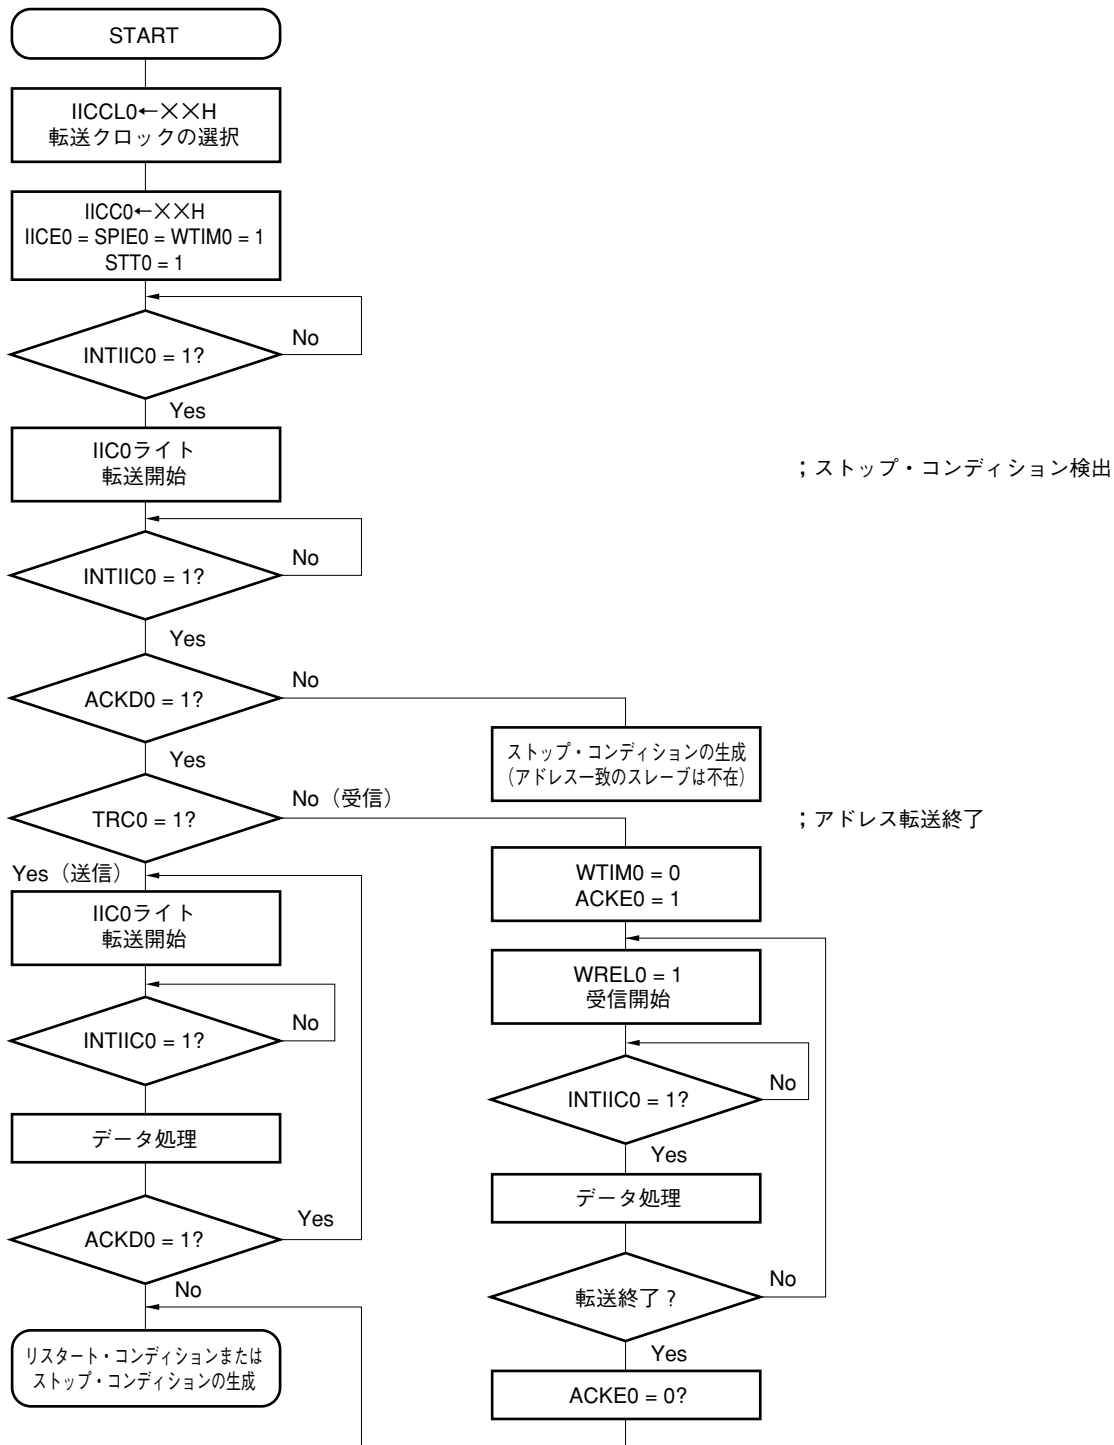 START
IICCL0←××H
転送クロックの選択
IICC0←××H
IICE0 = SPIE0 = WTIM0 = 1
STT0 = 1
INTIIC0 = 1?
No
Yes
IIC0ライト
転送開始
；ストップ・コンディション検出
INTIIC0 = 1?
No
Yes
ACKD0 = 1?
No
Yes
ストップ・コンディションの生成
（アドレス一致のスレーブは不在）
TRC0 = 1?
No（受信）
；アドレス転送終了
Yes（送信）
IIC0ライト
転送開始
INTIIC0 = 1?
No
データ処理
ACKD0 = 1?
Yes
No
リスタート・コンディションまたは
ストップ・コンディションの生成
WTIM0 = 0
ACKE0 = 1
WREL0 = 1
受信開始
INTIIC0 = 1?
No
Yes
データ処理
転送終了？
No
Yes
ACKE0 = 0?